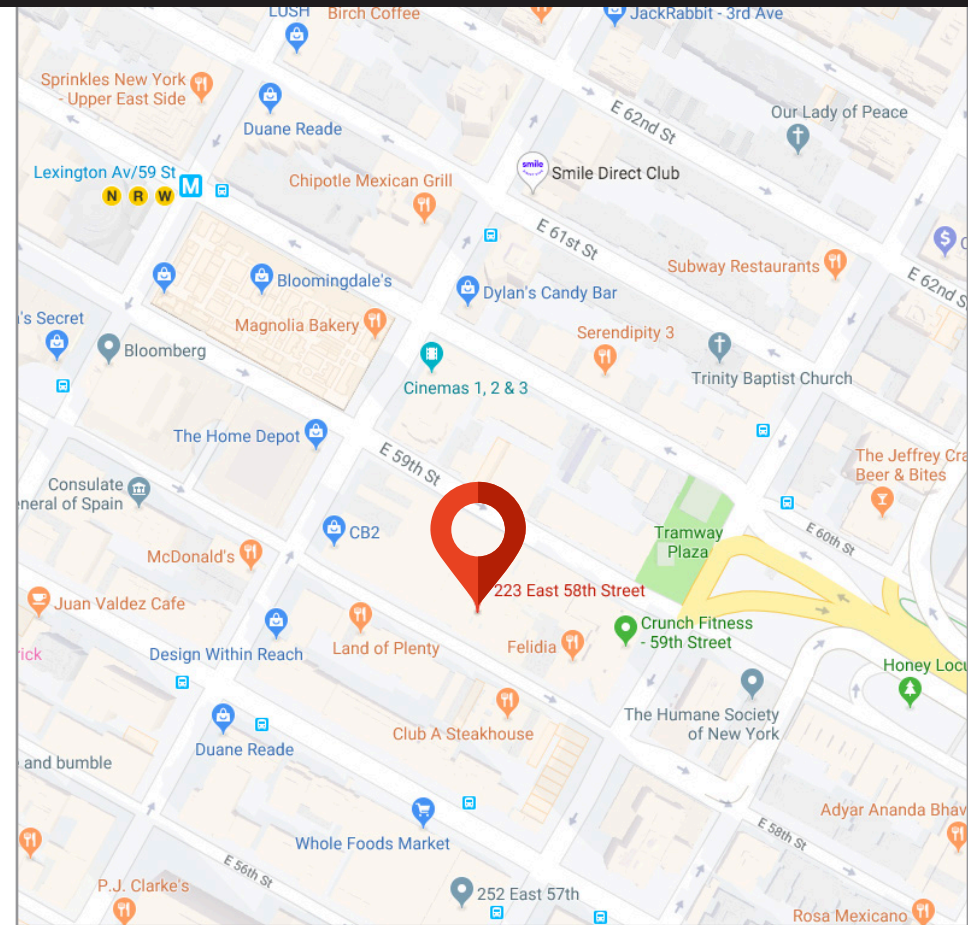 LUSH
Birch Coffee
JackRabbit - 3rd Ave
Sprinkles New York
- Upper East Side
E 62nd St
Our Lady of Peace
Duane Reade
Lexington Av/59 St
M
N R W
Chipotle Mexican Grill
smile
Smile Direct Club
E 61st St
$
C
Subway Restaurants
E 62nd S
Bloomingdale's
Dylan's Candy Bar
's Secret
Magnolia Bakery
Serendipity 3
Bloomberg
Trinity Baptist Church
Cinemas 1, 2 & 3
The Home Depot
E 59th St
The Jeffrey Cra
Beer & Bites
Consulate
neral of Spain
CB2
Tramway
Plaza
E 60th St
McDonald's
223 East 58th Street
Juan Valdez Cafe
Crunch Fitness
- 59th Street
rick
Design Within Reach
Land of Plenty
Felidia
Honey Locu
The Humane Society
of New York
Club A Steakhouse
Duane Reade
and bumble
Adyar Ananda Bhav
E 58th St
Whole Foods Market
E 56th St
P.J. Clarke's
252 East 57th
Rosa Mexicano